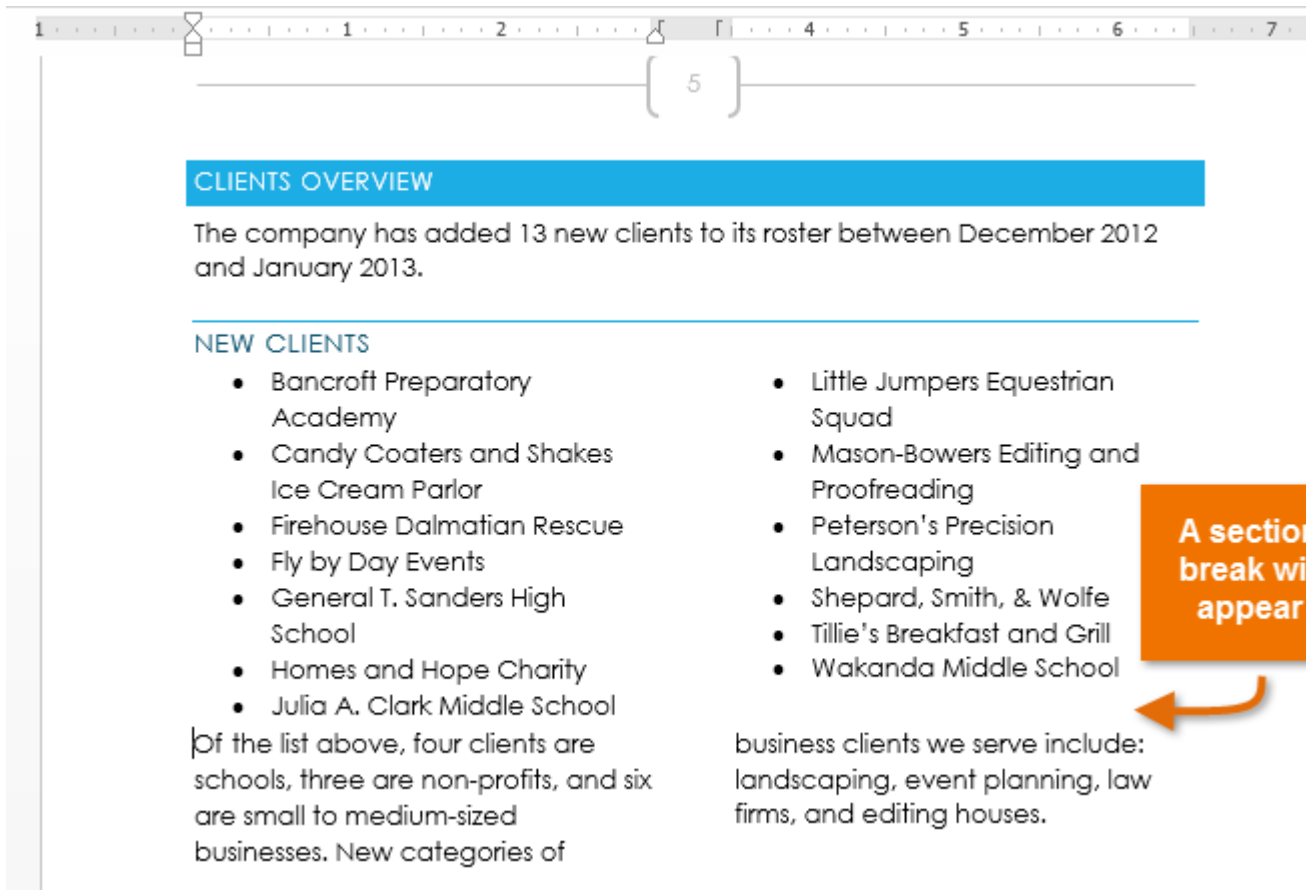 1 1 2 4 5 6 7
5
CLIENTS OVERVIEW
The company has added 13 new clients to its roster between December 2012
and January 2013.
NEW CLIENTS
• Bancroft Preparatory
Academy
• Candy Coaters and Shakes
Ice Cream Parlor
• Firehouse Dalmatian Rescue
• Fly by Day Events
• General T. Sanders High
School
• Homes and Hope Charity
• Julia A. Clark Middle School
• Little Jumpers Equestrian
Squad
• Mason-Bowers Editing and
Proofreading
• Peterson's Precision
Landscaping
• Shepard, Smith, & Wolfe
• Tillie's Breakfast and Grill
• Wakanda Middle School
Of the list above, four clients are
schools, three are non-profits, and six
are small to medium-sized
businesses. New categories of
business clients we serve include:
landscaping, event planning, law
firms, and editing houses.
A section
break wi
appear